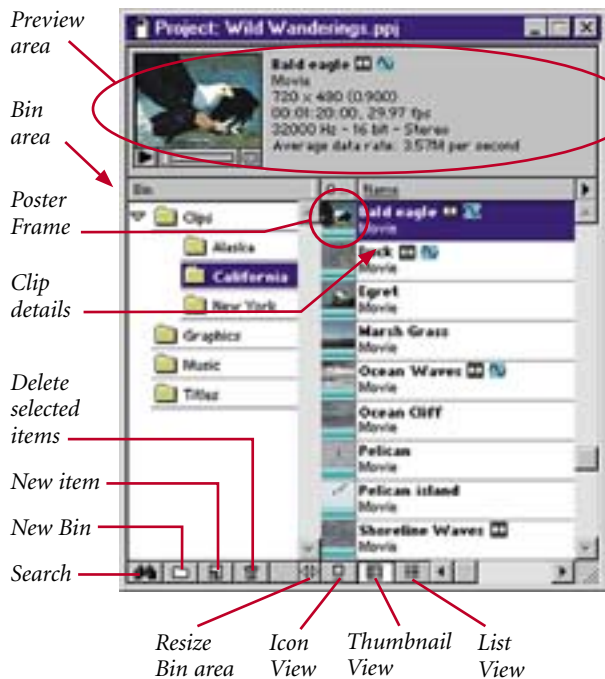 Preview
area
Project: Wild Wanderings.ppj
Bald eagle
Movie
720 x 480 (0.900)
00:01:20:00, 29.97 fps
32000 Hz - 16 bit - Stereo
Average data rate: 3.57M per second
Bin
area
Bin
Name
Poster
Frame
Clips
Alaska
California
New York
Graphics
Music
Titles
Bald eagle
Movie
Duck
Movie
Egret
Movie
Marsh Grass
Movie
Ocean Waves
Movie
Ocean Cliff
Movie
Pelican
Movie
Pelican island
Movie
Shoreline Waves
Movie
Clip
details
Delete
selected
items
New item
New Bin
Search
Resize
Bin area
Icon
View
Thumbnail
View
List
View